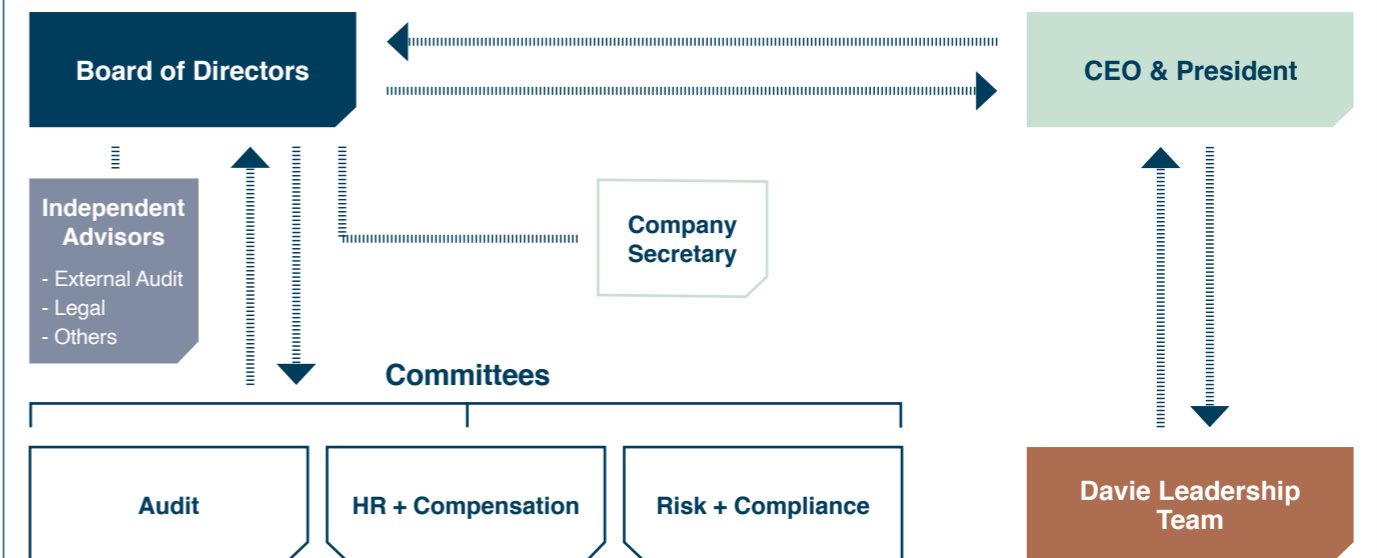 Board of Directors
CEO & President
Independent
Advisors
- External Audit
- Legal
- Others
Company
Secretary
Committees
Audit
HR + Compensation
Risk + Compliance
Davie Leadership
Team